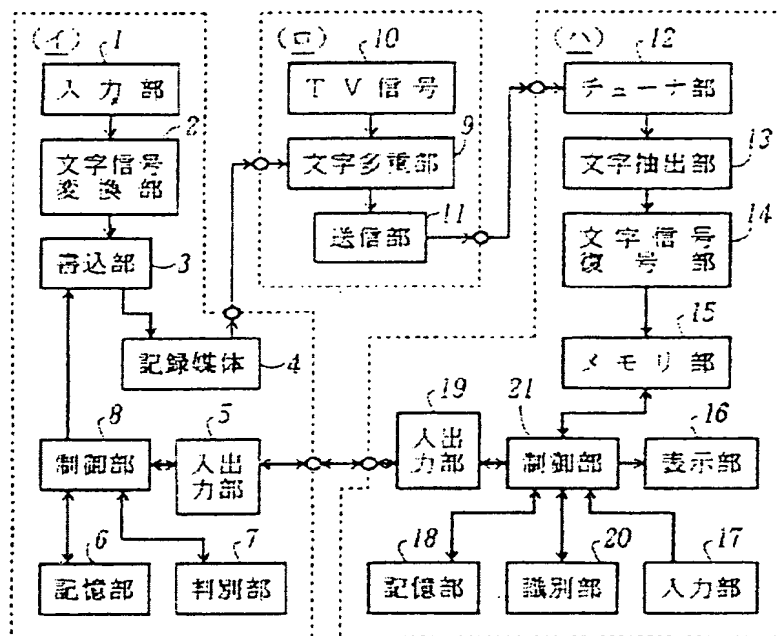 (イ)
1
入力部
2
文字信号
変換部
書込部
3
記録媒体
4
8
制御部
5
入出
力部
6
記憶部
7
判別部
(ロ)
10
TV信号
9
文字多重部
11
送信部
(ハ)
12
チューナ部
13
文字抽出部
14
文字信号
復号部
15
メモリ部
19
入出
力部
21
制御部
16
表示部
18
記憶部
20
識別部
17
入力部